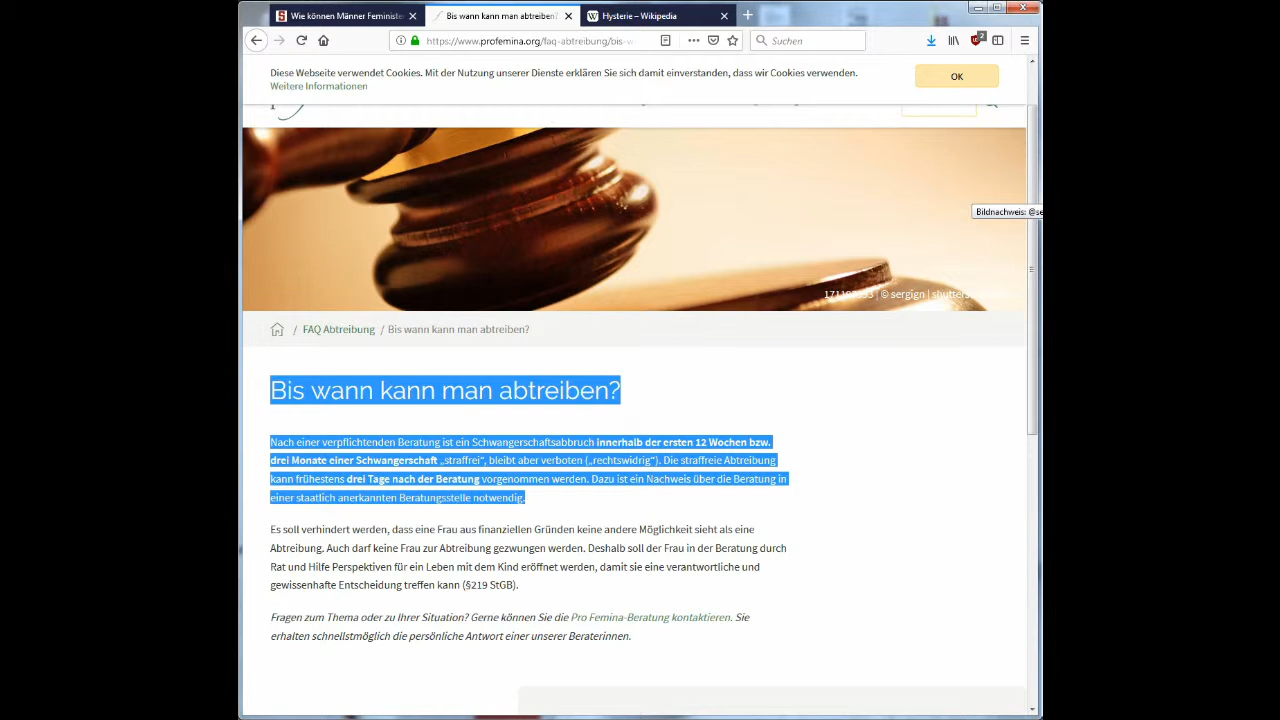 Wie können Männer Feministe
Bis wann kann man abtreiben?
Hysterie – Wikipedia
https://www.profemina.org/faq-abtreibung/bis-
Suchen
2
Diese Webseite verwendet Cookies. Mit der Nutzung unserer Dienste erklären Sie sich damit einverstanden, dass wir Cookies verwenden.
Weitere Informationen
OK
Bildnachweis: @se
© sergign |
FAQ Abtreibung / Bis wann kann man abtreiben?
Bis wann kann man abtreiben?
Nach einer verpflichtenden Beratung ist ein Schwangerschaftsabbruch innerhalb der ersten 12 Wochen bzw.
drei Monate einer Schwangerschaft „straffrei“, bleibt aber verboten („rechtswidrig“). Die straffreie Abtreibung
kann frühestens drei Tage nach der Beratung vorgenommen werden. Dazu ist ein Nachweis über die Beratung in
einer staatlich anerkannten Beratungsstelle notwendig.
Es soll verhindert werden, dass eine Frau aus finanziellen Gründen keine andere Möglichkeit sieht als eine
Abtreibung. Auch darf keine Frau zur Abtreibung gezwungen werden. Deshalb soll der Frau in der Beratung durch
Rat und Hilfe Perspektiven für ein Leben mit dem Kind eröffnet werden, damit sie eine verantwortliche und
gewissenhafte Entscheidung treffen kann (§219 StGB).
Fragen zum Thema oder zu Ihrer Situation? Gerne können Sie die Pro Femina-Beratung kontaktieren. Sie
erhalten schnellstmöglich die persönliche Antwort einer unserer Beraterinnen.